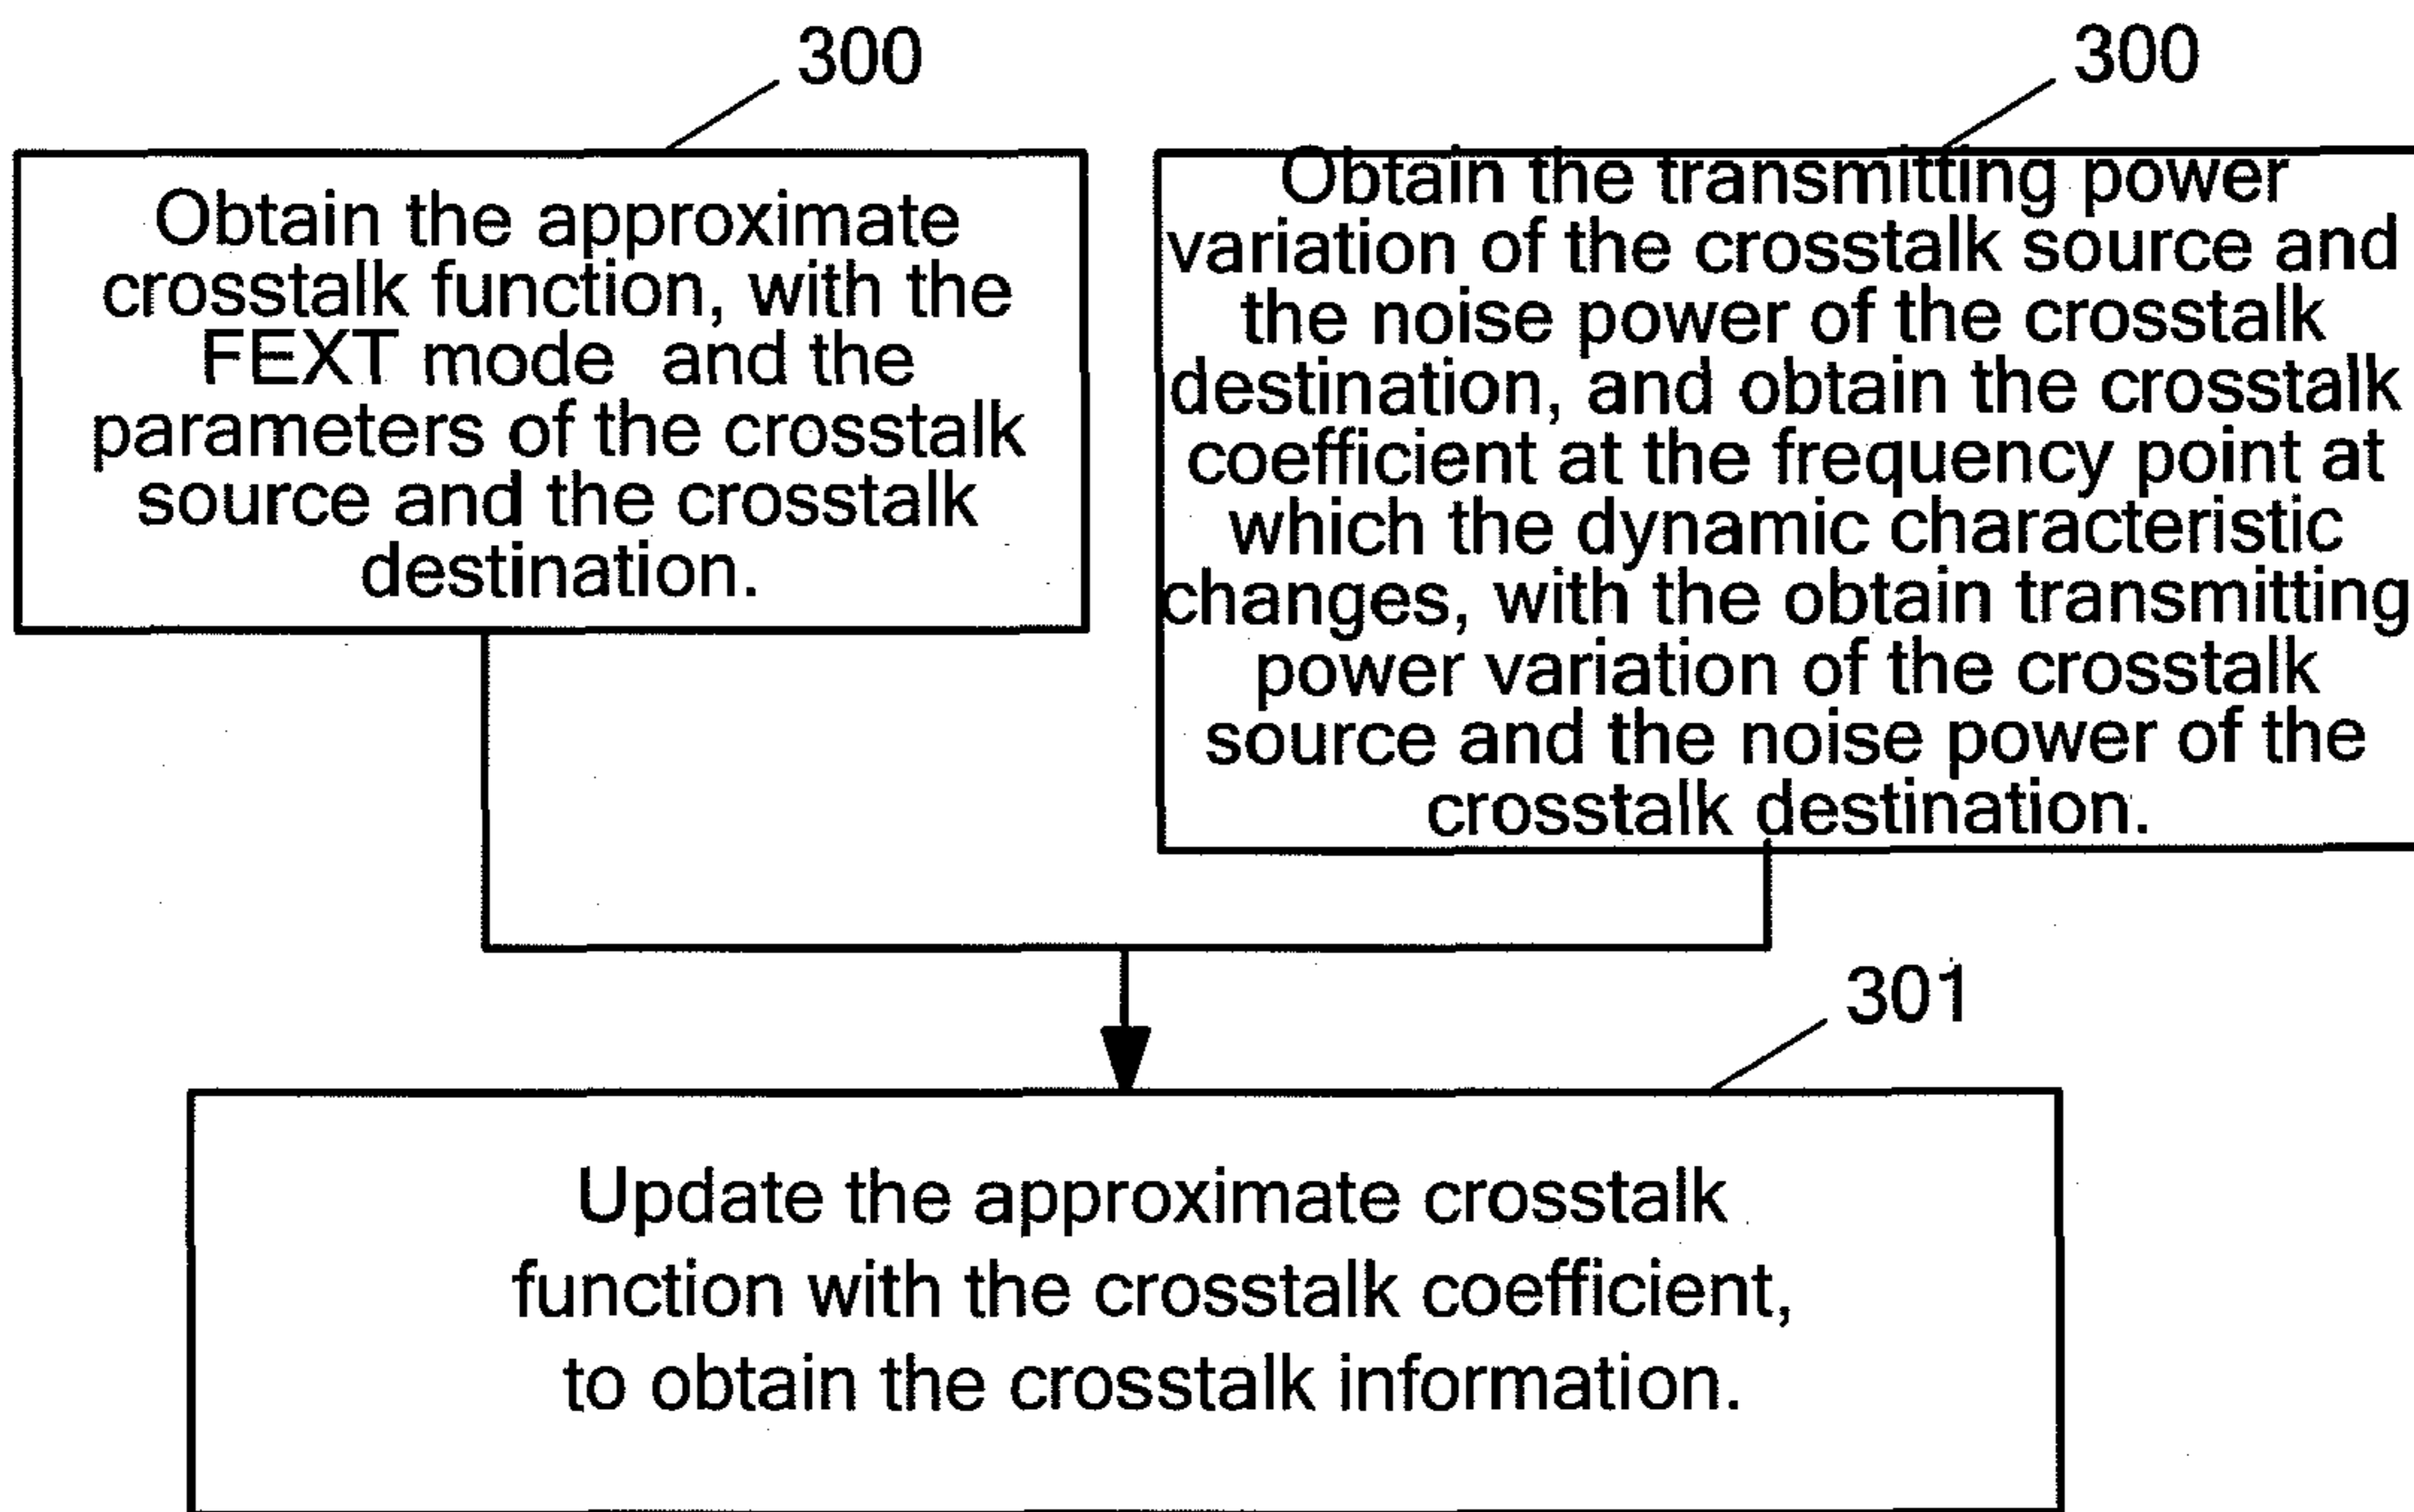 300
Obtain the approximate
crosstalk function, with the
FEXT mode and the
parameters of the crosstalk
source and the crosstalk
destination.
300
Obtain the transmitting power
variation of the crosstalk source and
the noise power of the crosstalk
destination, and obtain the crosstalk
coefficient at the frequency point at
which the dynamic characteristic
changes, with the obtain transmitting
power variation of the crosstalk
source and the noise power of the
crosstalk destination.
301
Update the approximate crosstalk
function with the crosstalk coefficient,
to obtain the crosstalk information.